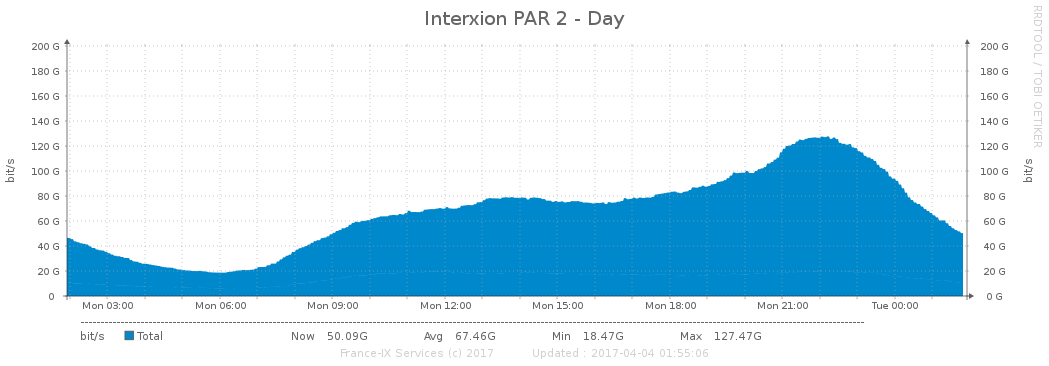 Interxion PAR 2 - Day
RRDTOOL / TOBI OETIKER
200 G 200 G
180 G 180 G
160 G 160 G
140 G 140 G
120 G 120 G
100 G 100 G
80 G 80 G
60 G 60 G
40 G 40 G
20 G 20 G
0 0 G
bit/s bit/s
Mon 03:00 Mon 06:00 Mon 09:00 Mon 12:00 Mon 15:00 Mon 18:00 Mon 21:00 Tue 00:00
bit/s Total Now 50.09G Avg 67.46G Min 18.47G Max 127.47G
France-IX Services (c) 2017 Updated : 2017-04-04 01:55:06